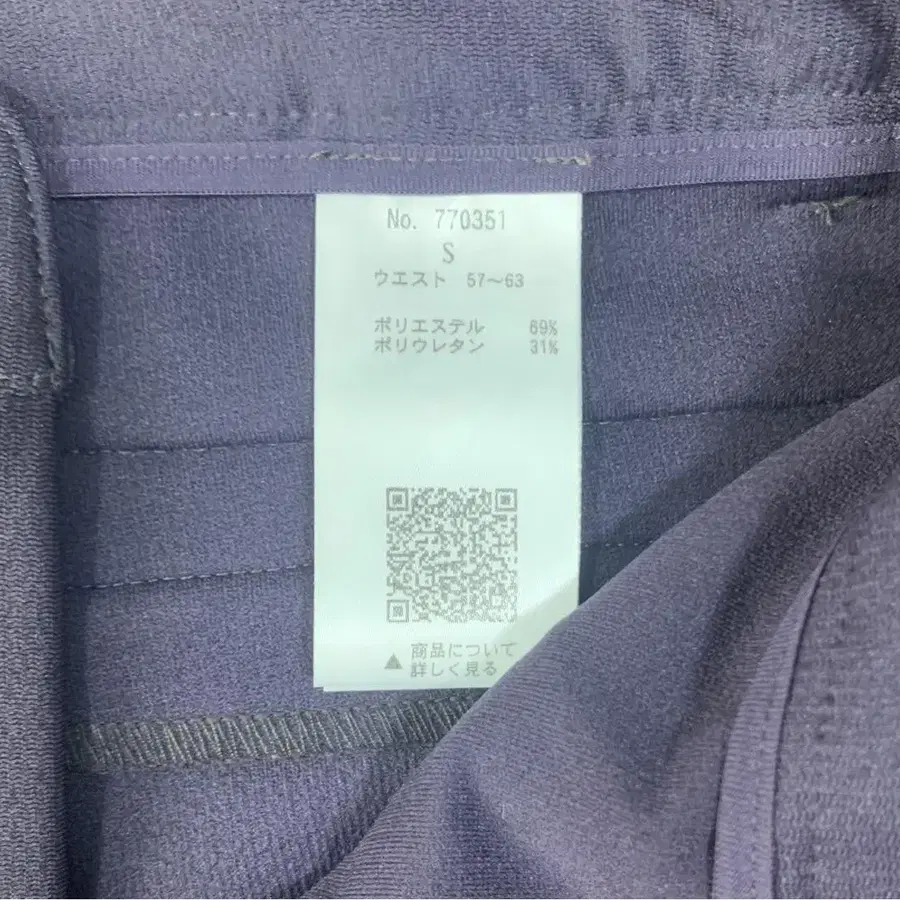 No. 770351
S
ウエスト 57～63
ポリエステル 69%
ポリウレタン 31%
商品について
▲ 詳しく見る